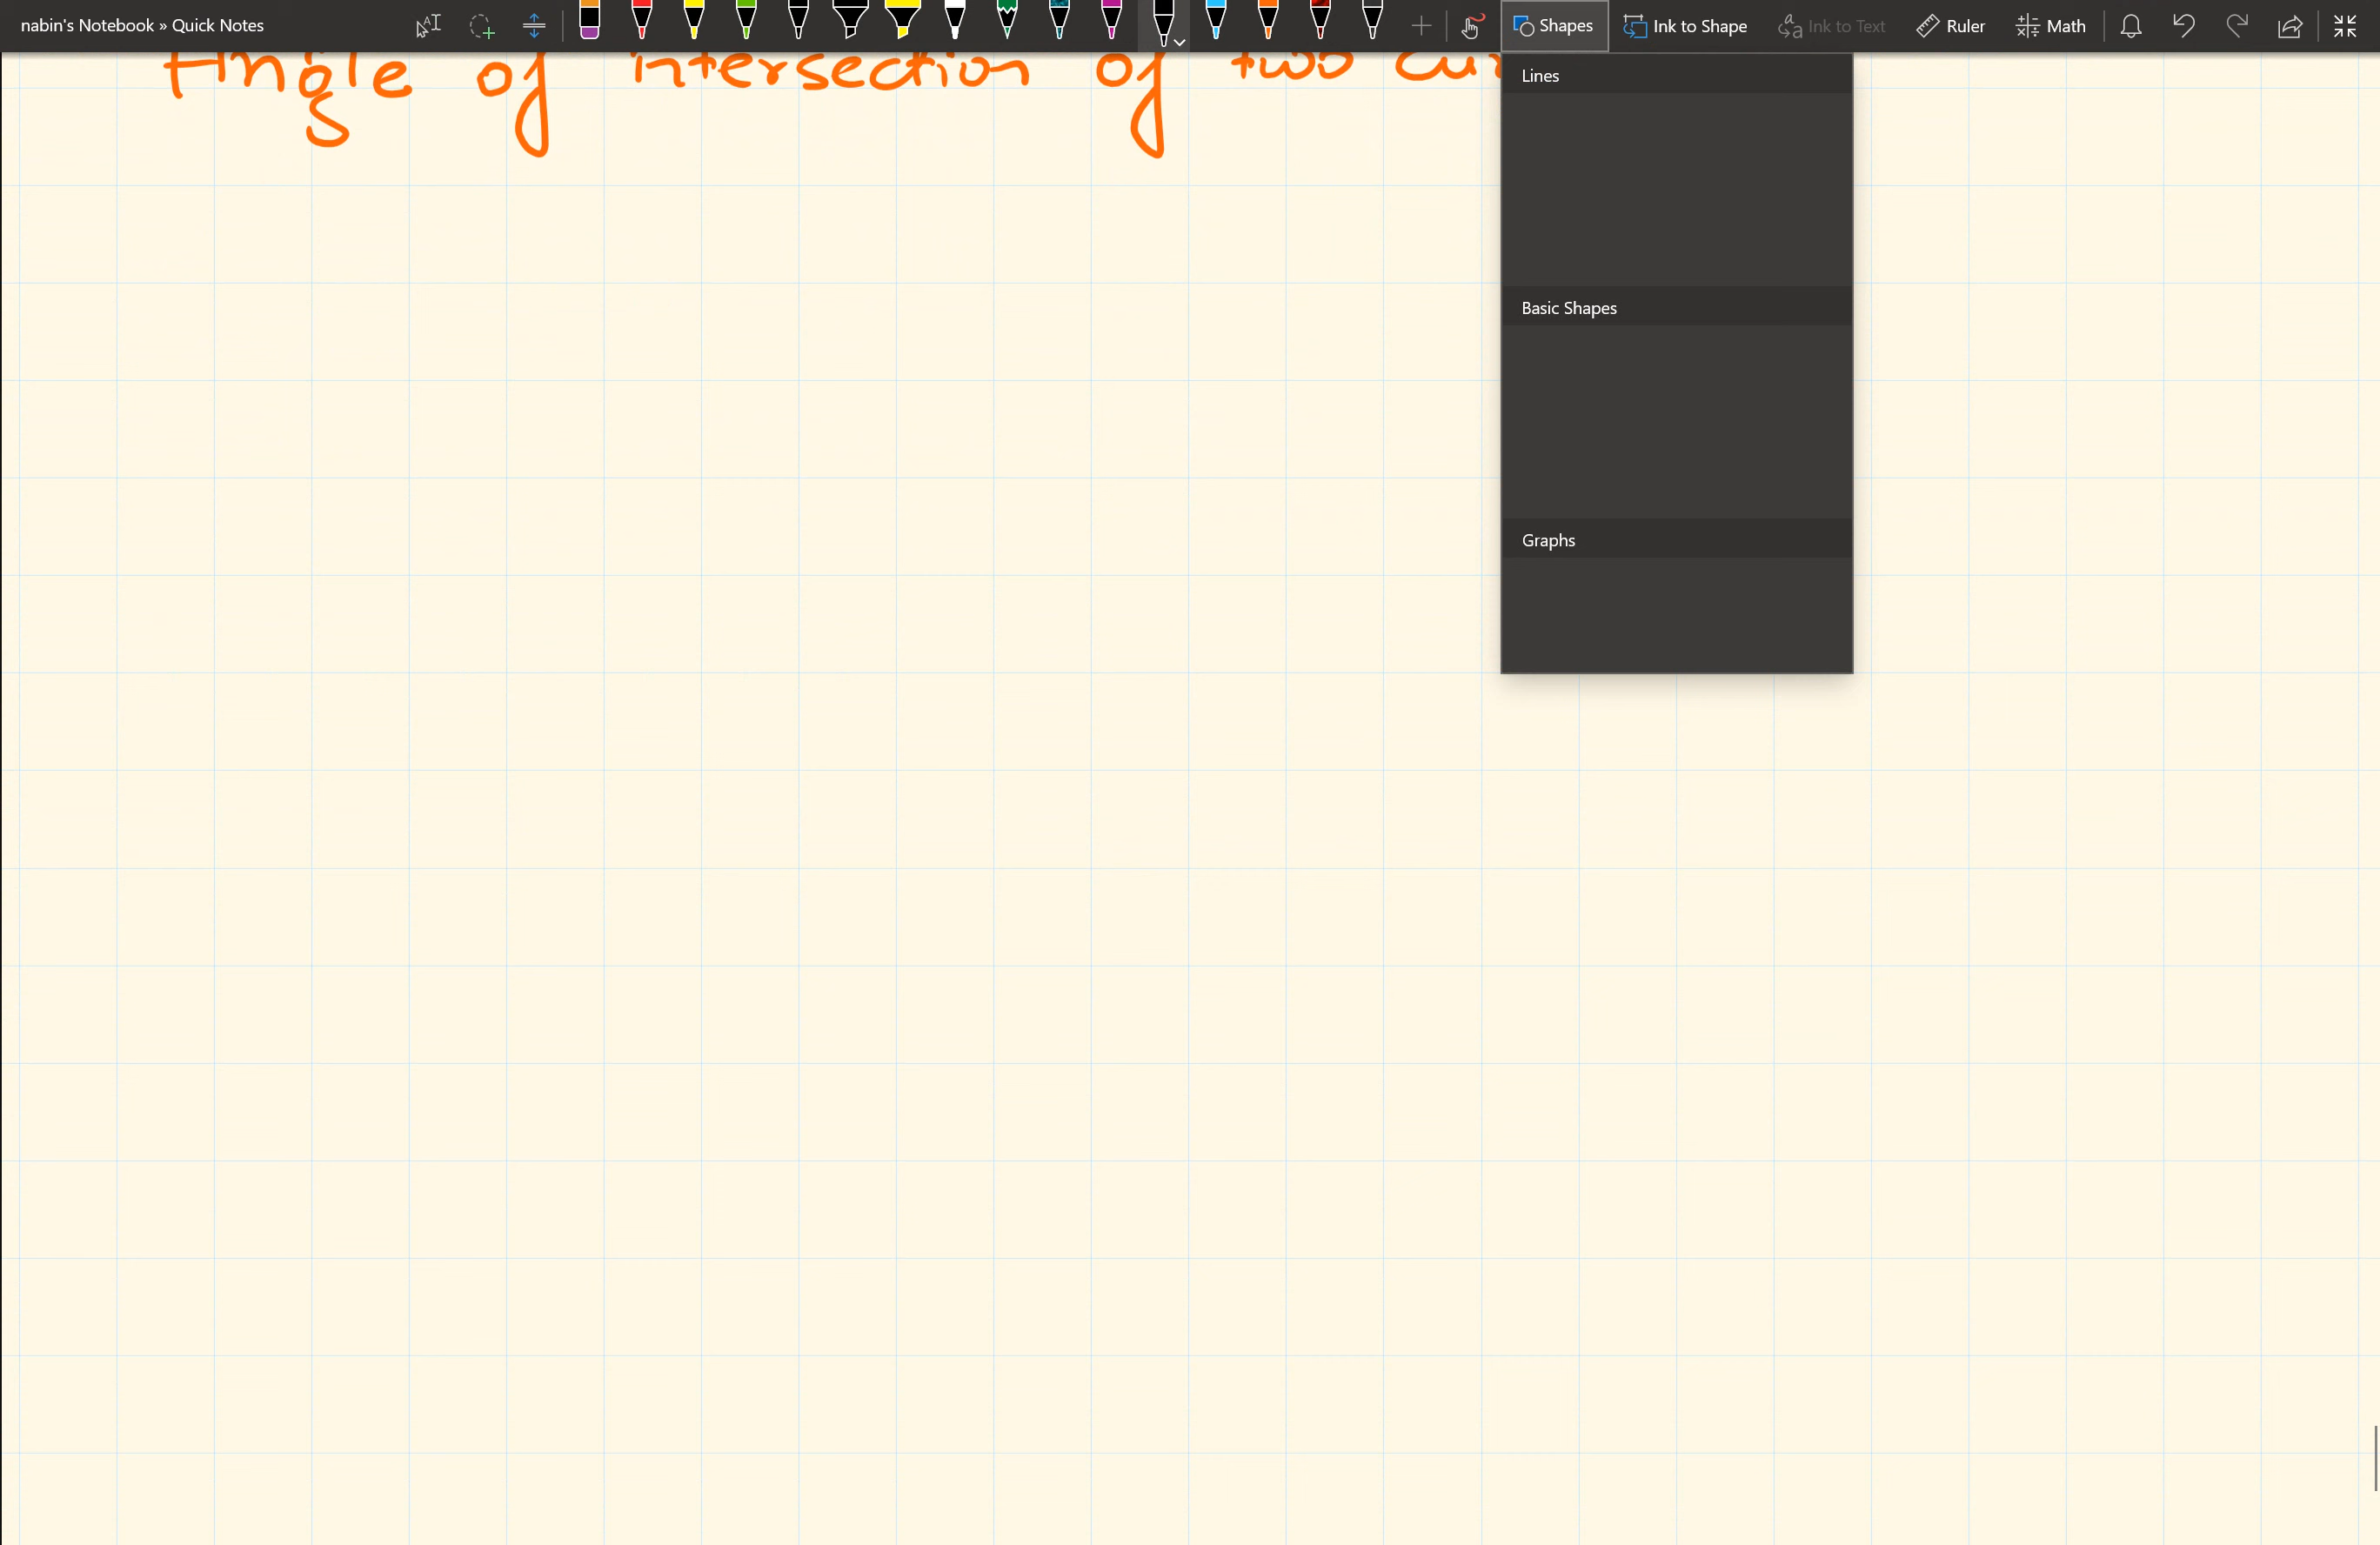 nabin's Notebook » Quick Notes
Shapes
Ink to Shape
Ink to Text
Ruler
Math
Angle of intersection of two
Lines
Basic Shapes
Graphs